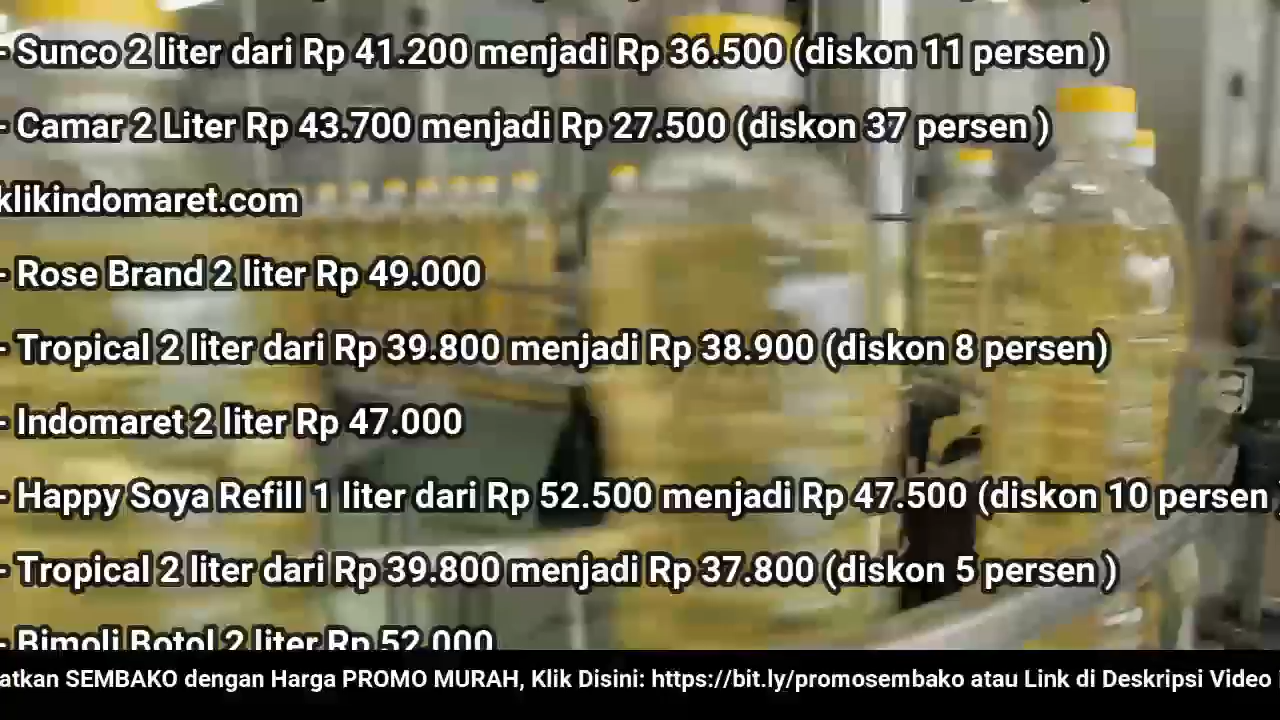 - Sunco 2 liter dari Rp 41.200 menjadi Rp 36.500 (diskon 11 persen )
- Camar 2 Liter Rp 43.700 menjadi Rp 27.500 (diskon 37 persen )
klikindomaret.com
- Rose Brand 2 liter Rp 49.000
- Tropical 2 liter dari Rp 39.800 menjadi Rp 38.900 (diskon 8 persen)
- Indomaret 2 liter Rp 47.000
- Happy Soya Refill 1 liter dari Rp 52.500 menjadi Rp 47.500 (diskon 10 persen )
- Tropical 2 liter dari Rp 39.800 menjadi Rp 37.800 (diskon 5 persen )
- Bimoli Botol 2 liter Rp 52.000
atkan SEMBAKO dengan Harga PROMO MURAH, Klik Disini: https://bit.ly/promosembako atau Link di Deskripsi Video